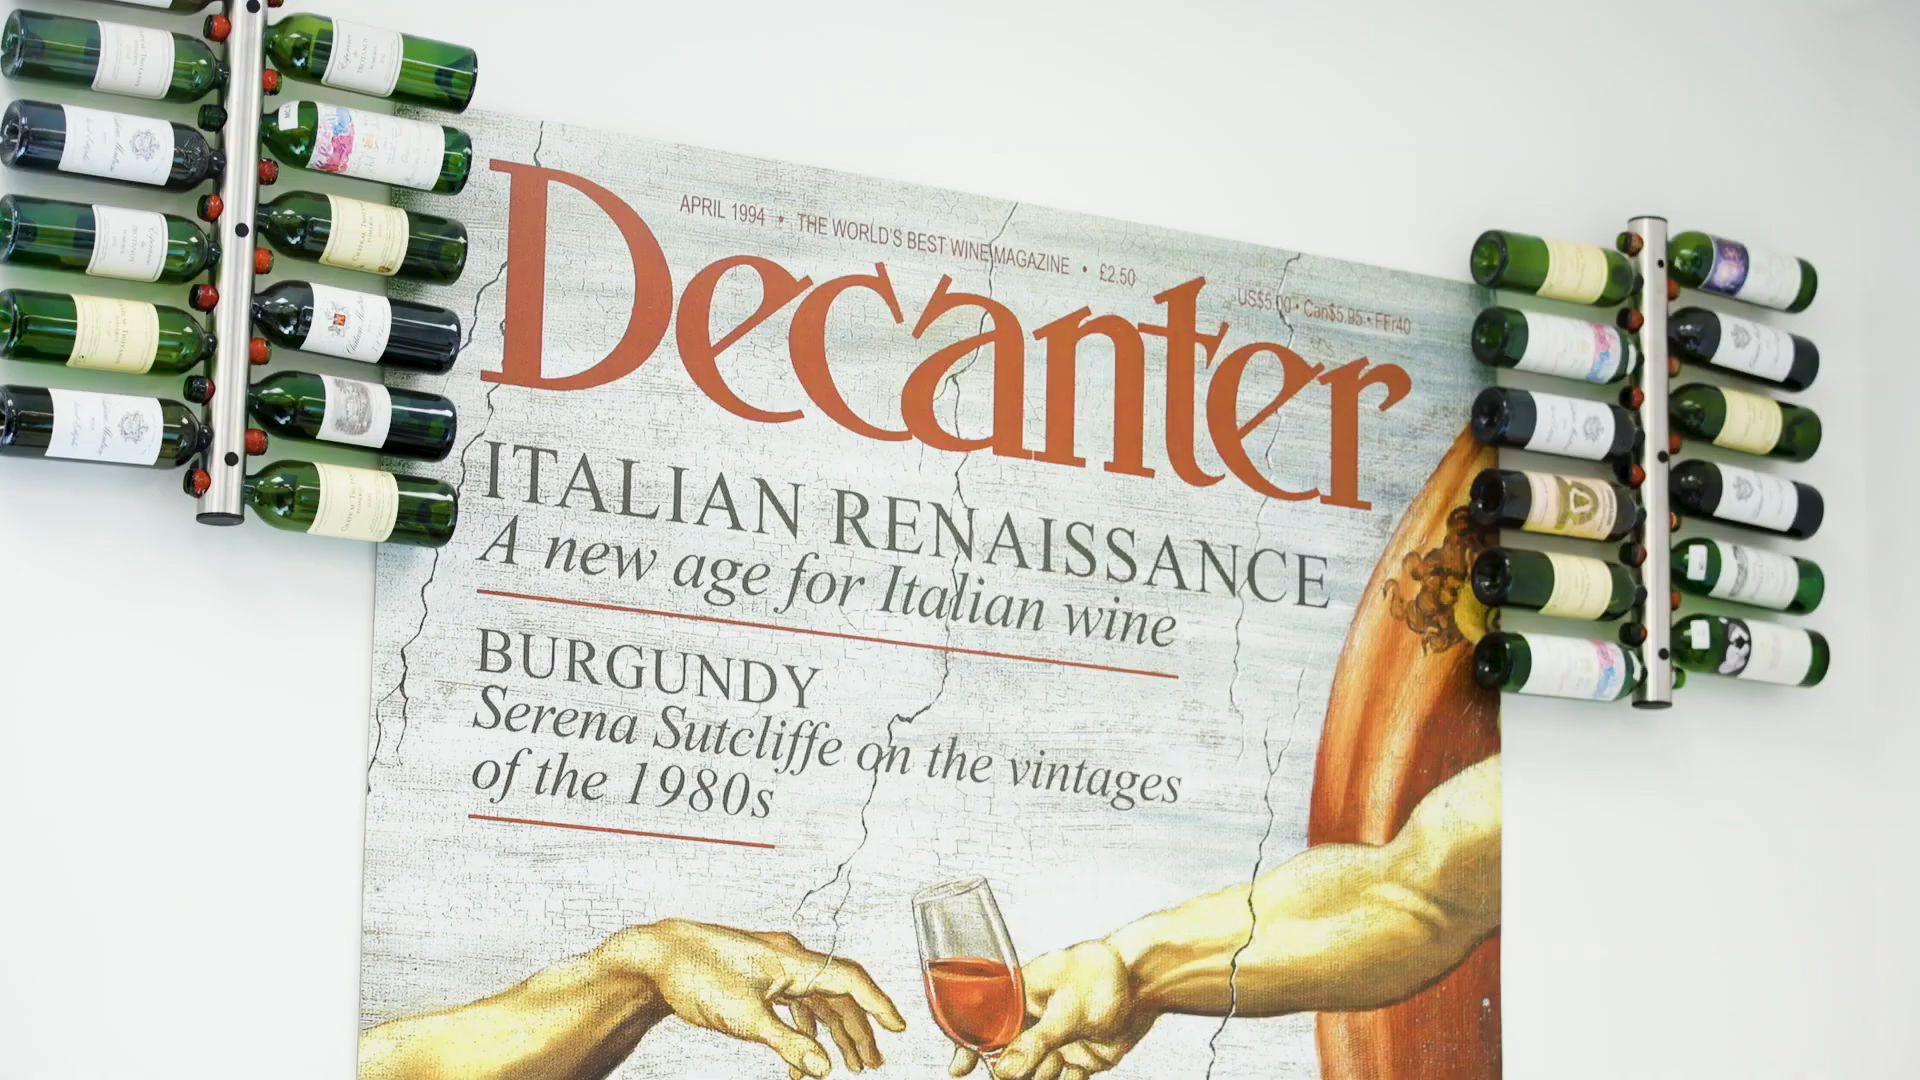 APRIL 1994 • THE WORLD'S BEST WINE MAGAZINE • £2.50
US$5.00 • Can$5.95 • FFr40
Decanter
ITALIAN RENAISSANCE
A new age for Italian wine
BURGUNDY
Serena Sutcliffe on the vintages
of the 1980s